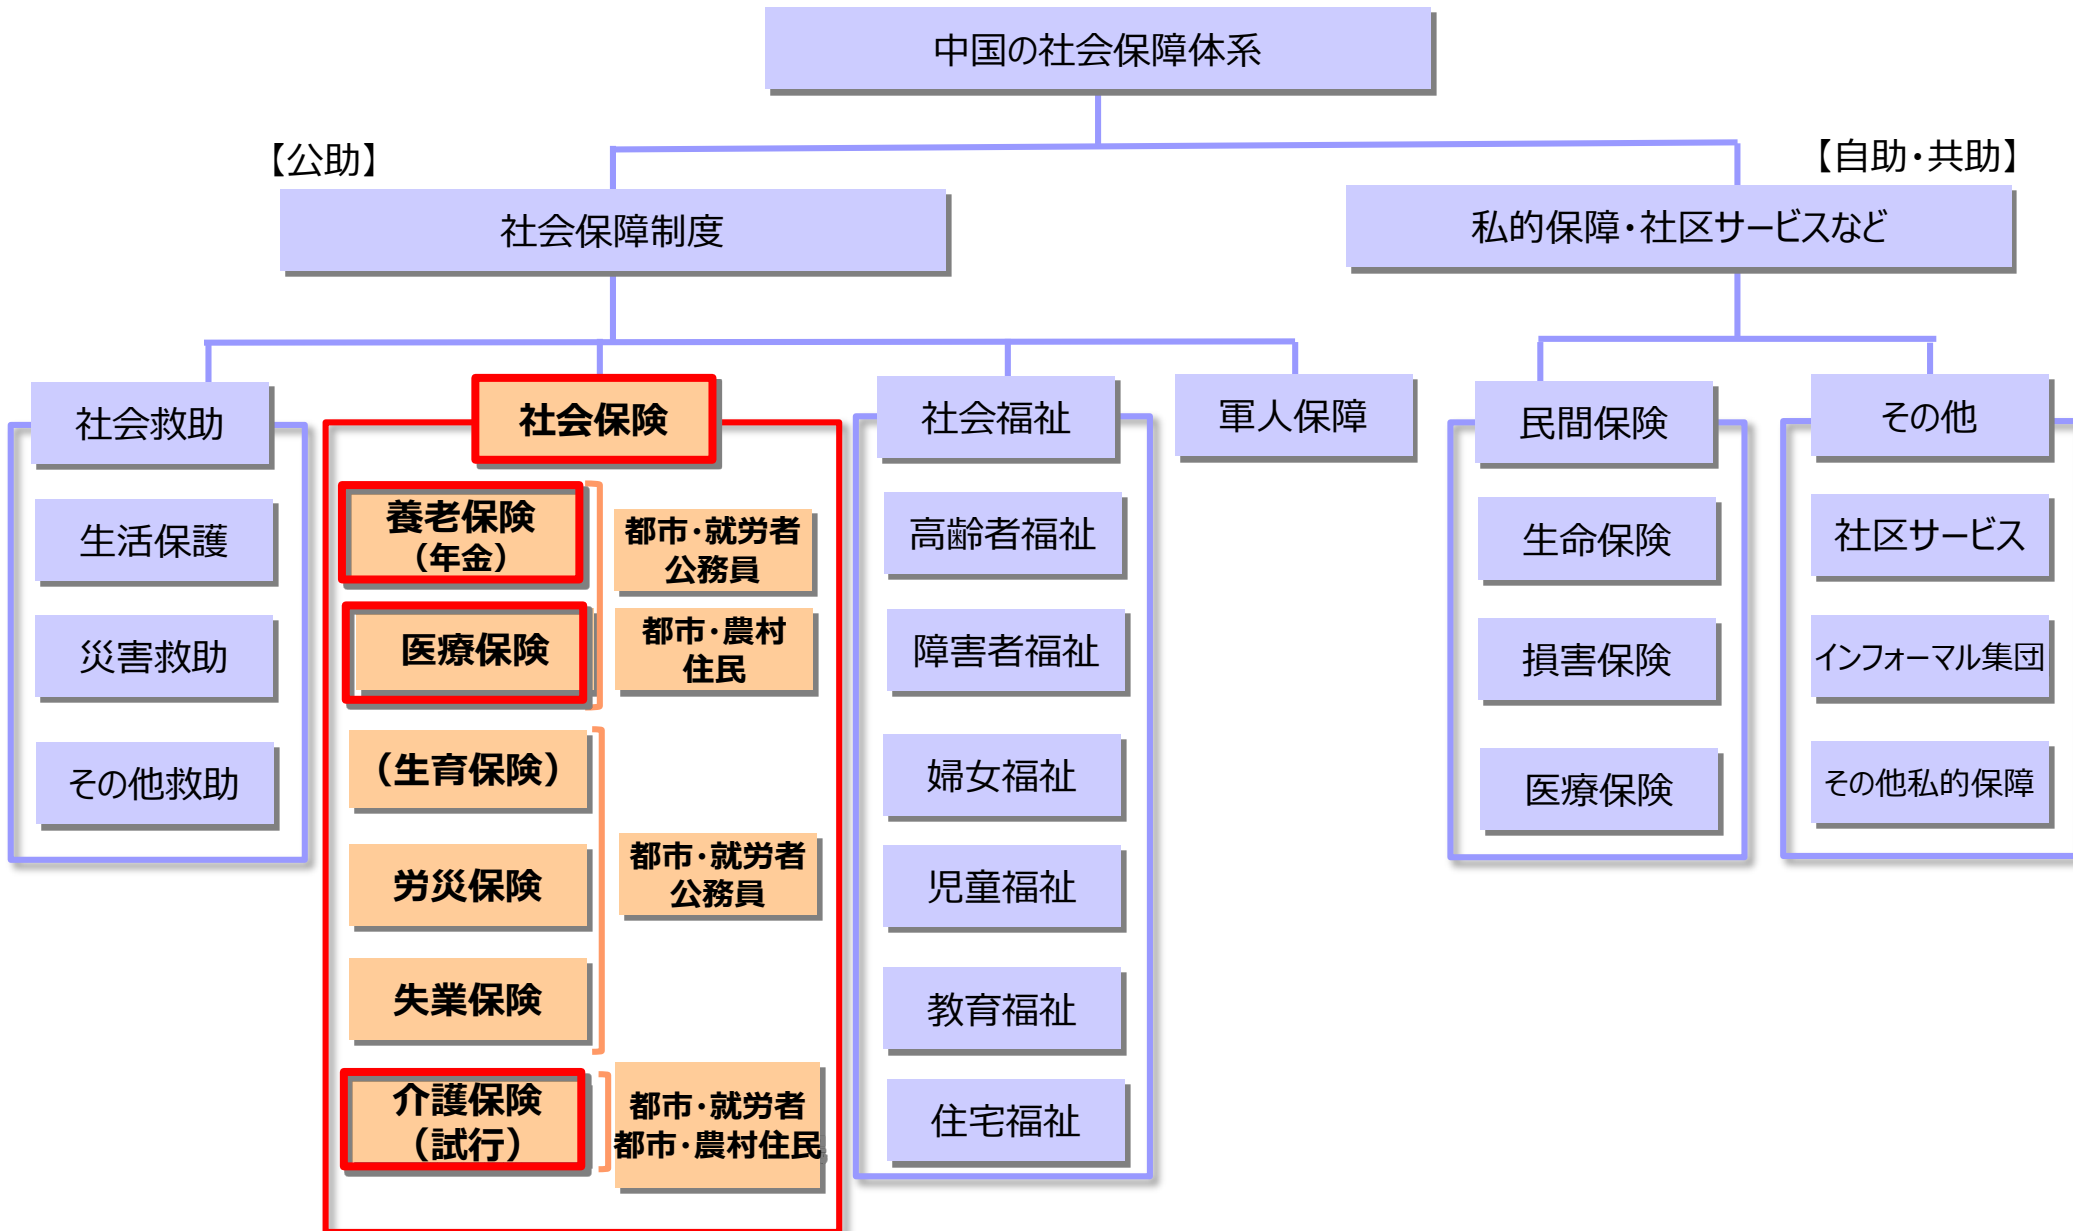 中国の社会保障体系
【公助】
【自助・共助】
社会保障制度
私的保障・社区サービスなど
社会救助
生活保護
災害救助
その他救助
社会保険
養老保険
（年金）
医療保険
都市・就労者
公務員
都市・農村
住民
（生育保険）
労災保険
失業保険
都市・就労者
公務員
介護保険
（試行）
都市・就労者
都市・農村住民
社会福祉
高齢者福祉
障害者福祉
婦女福祉
児童福祉
教育福祉
住宅福祉
軍人保障
民間保険
生命保険
損害保険
医療保険
その他
社区サービス
インフォーマル集団
その他私的保障